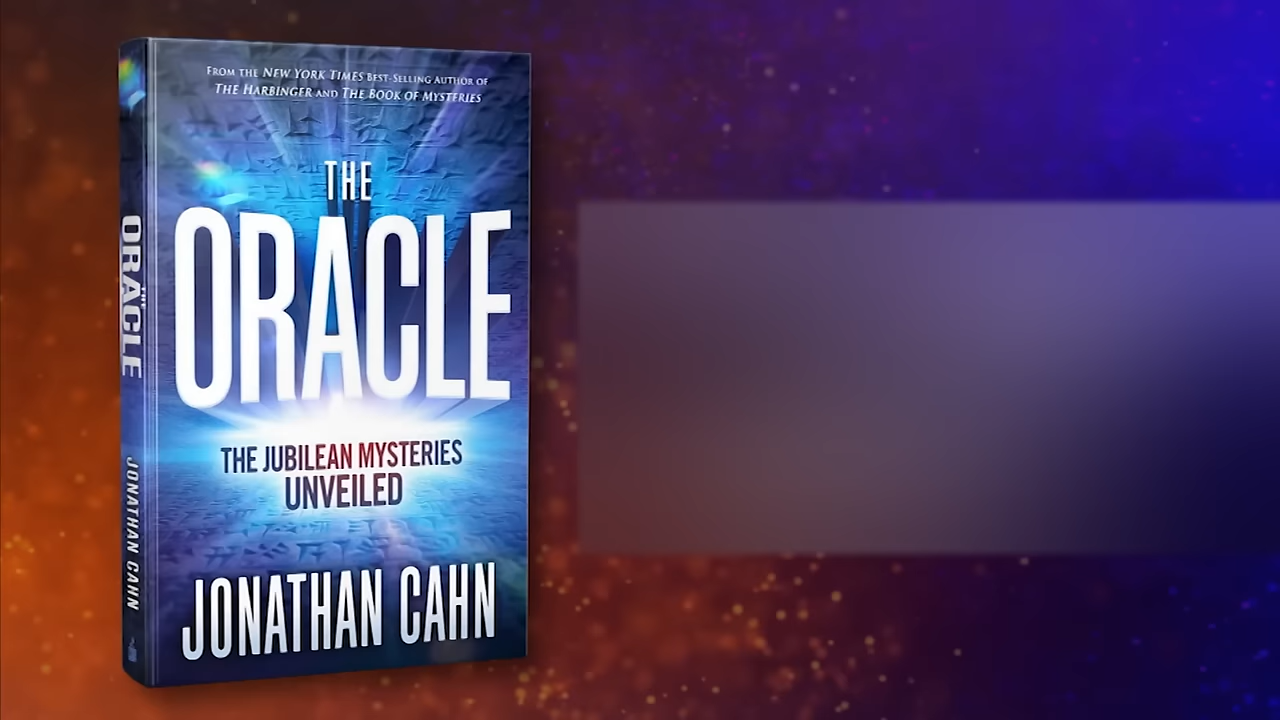 FROM THE NEW YORK TIMES BEST-SELLING AUTHOR OF
THE HARBINGER AND THE BOOK OF MYSTERIES
THE
ORACLE
THE JUBILEAN MYSTERIES
UNVEILED
JONATHAN CAHN
THE
ORACLE
JONATHAN CAHN